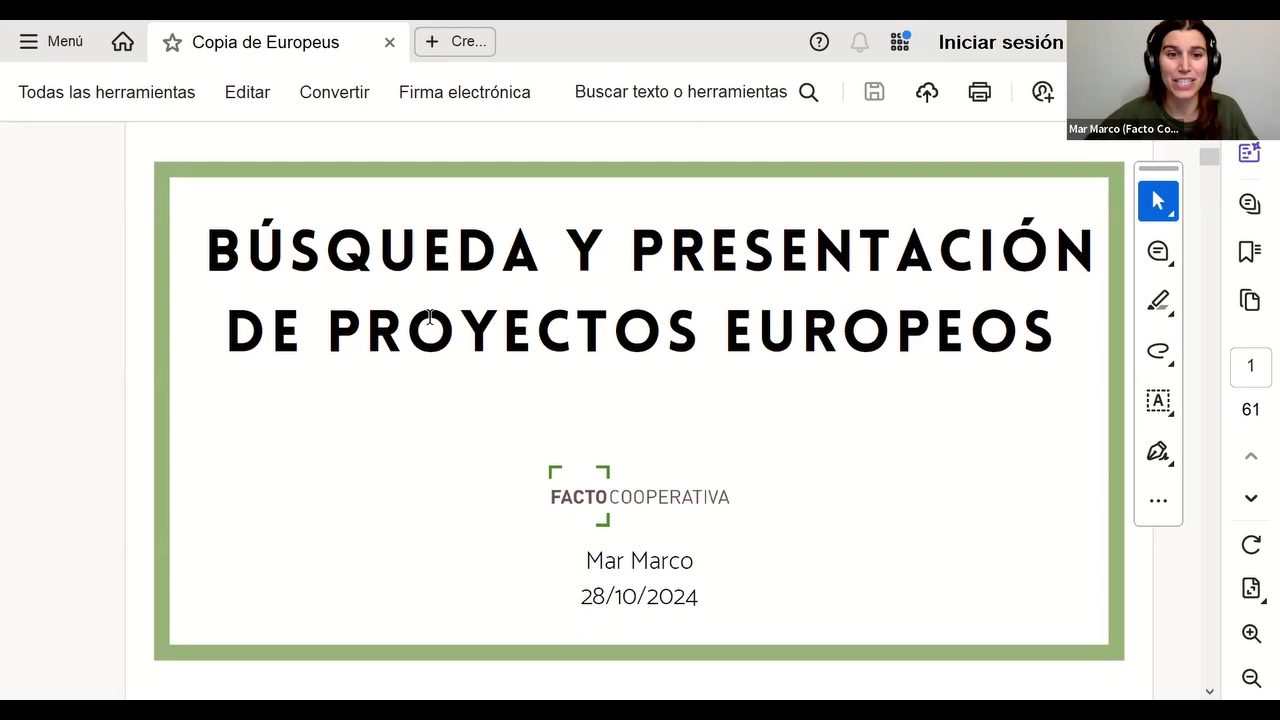 Menú
Copia de Europeus
Cre...
Iniciar sesión
Todas las herramientas
Editar
Convertir
Firma electrónica
Buscar texto o herramientas
Mar Marco (Facto Co...
BÚSQUEDA Y PRESENTACIÓN
DE PROYECTOS EUROPEOS
FACTOCOOPERATIVA
Mar Marco
28/10/2024
1
61